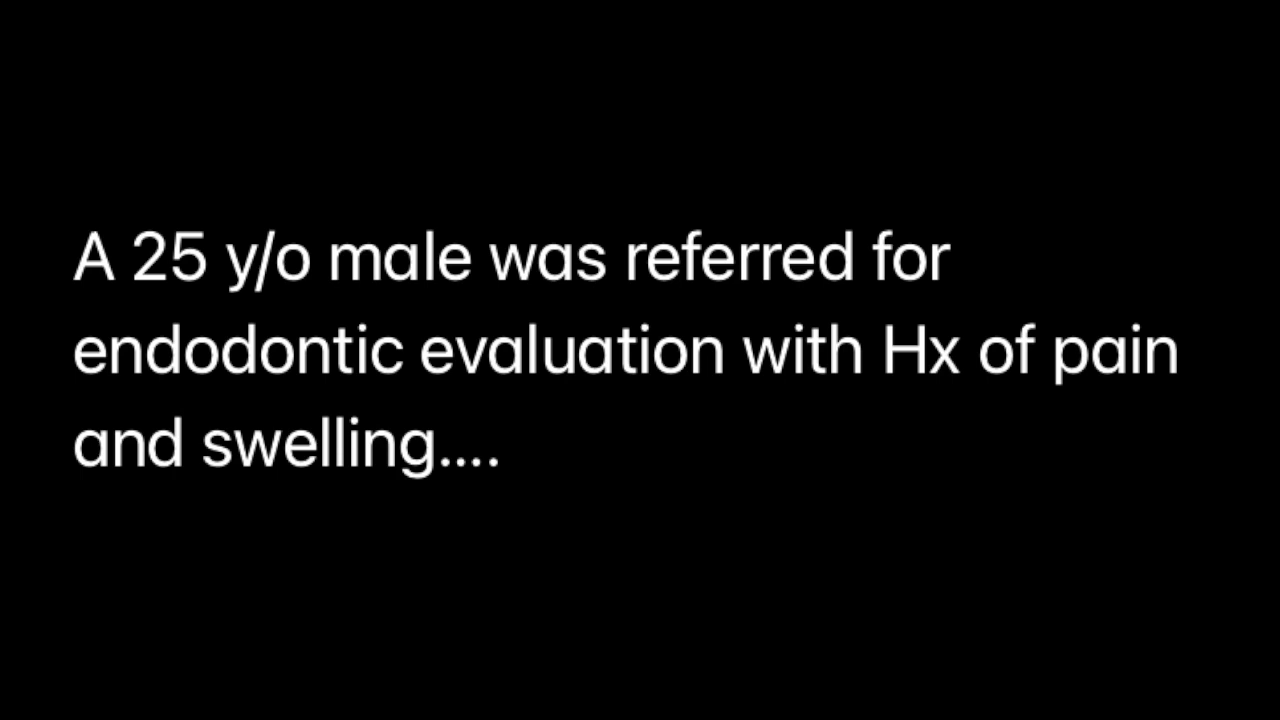 A 25 y/o male was referred for
endodontic evaluation with Hx of pain
and swelling....